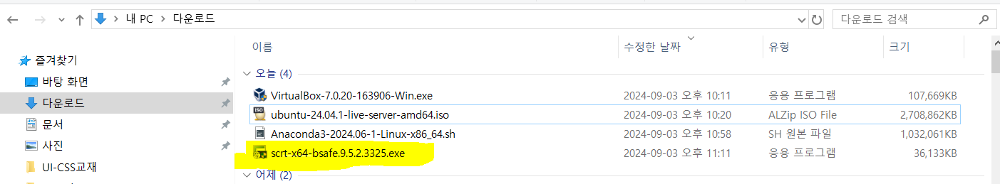 내 PC > 다운로드
다운로드 검색
즐겨찾기
바탕 화면
다운로드
문서
사진
UI-CSS교재
이름 수정한 날짜 유형 크기
오늘 (4)
VirtualBox-7.0.20-163906-Win.exe 2024-09-03 오후 10:11 응용 프로그램 107,669KB
ubuntu-24.04.1-live-server-amd64.iso 2024-09-03 오후 10:20 ALZip ISO File 2,708,862KB
Anaconda3-2024.06-1-Linux-x86_64.sh 2024-09-03 오후 10:58 SH 원본 파일 1,032,061KB
scrt-x64-bsafe.9.5.2.3325.exe 2024-09-03 오후 11:11 응용 프로그램 36,133KB
어제 (2)